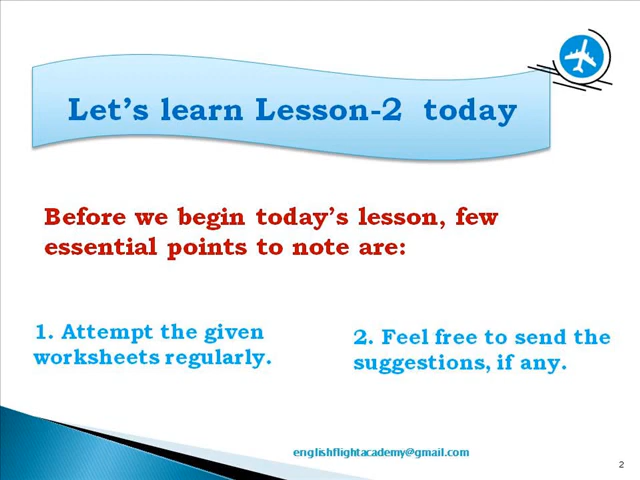 Let's learn Lesson-2 today
Before we begin today's lesson, few
essential points to note are:
1. Attempt the given
worksheets regularly.
2. Feel free to send the
suggestions, if any.
englishflightacademy@gmail.com
2